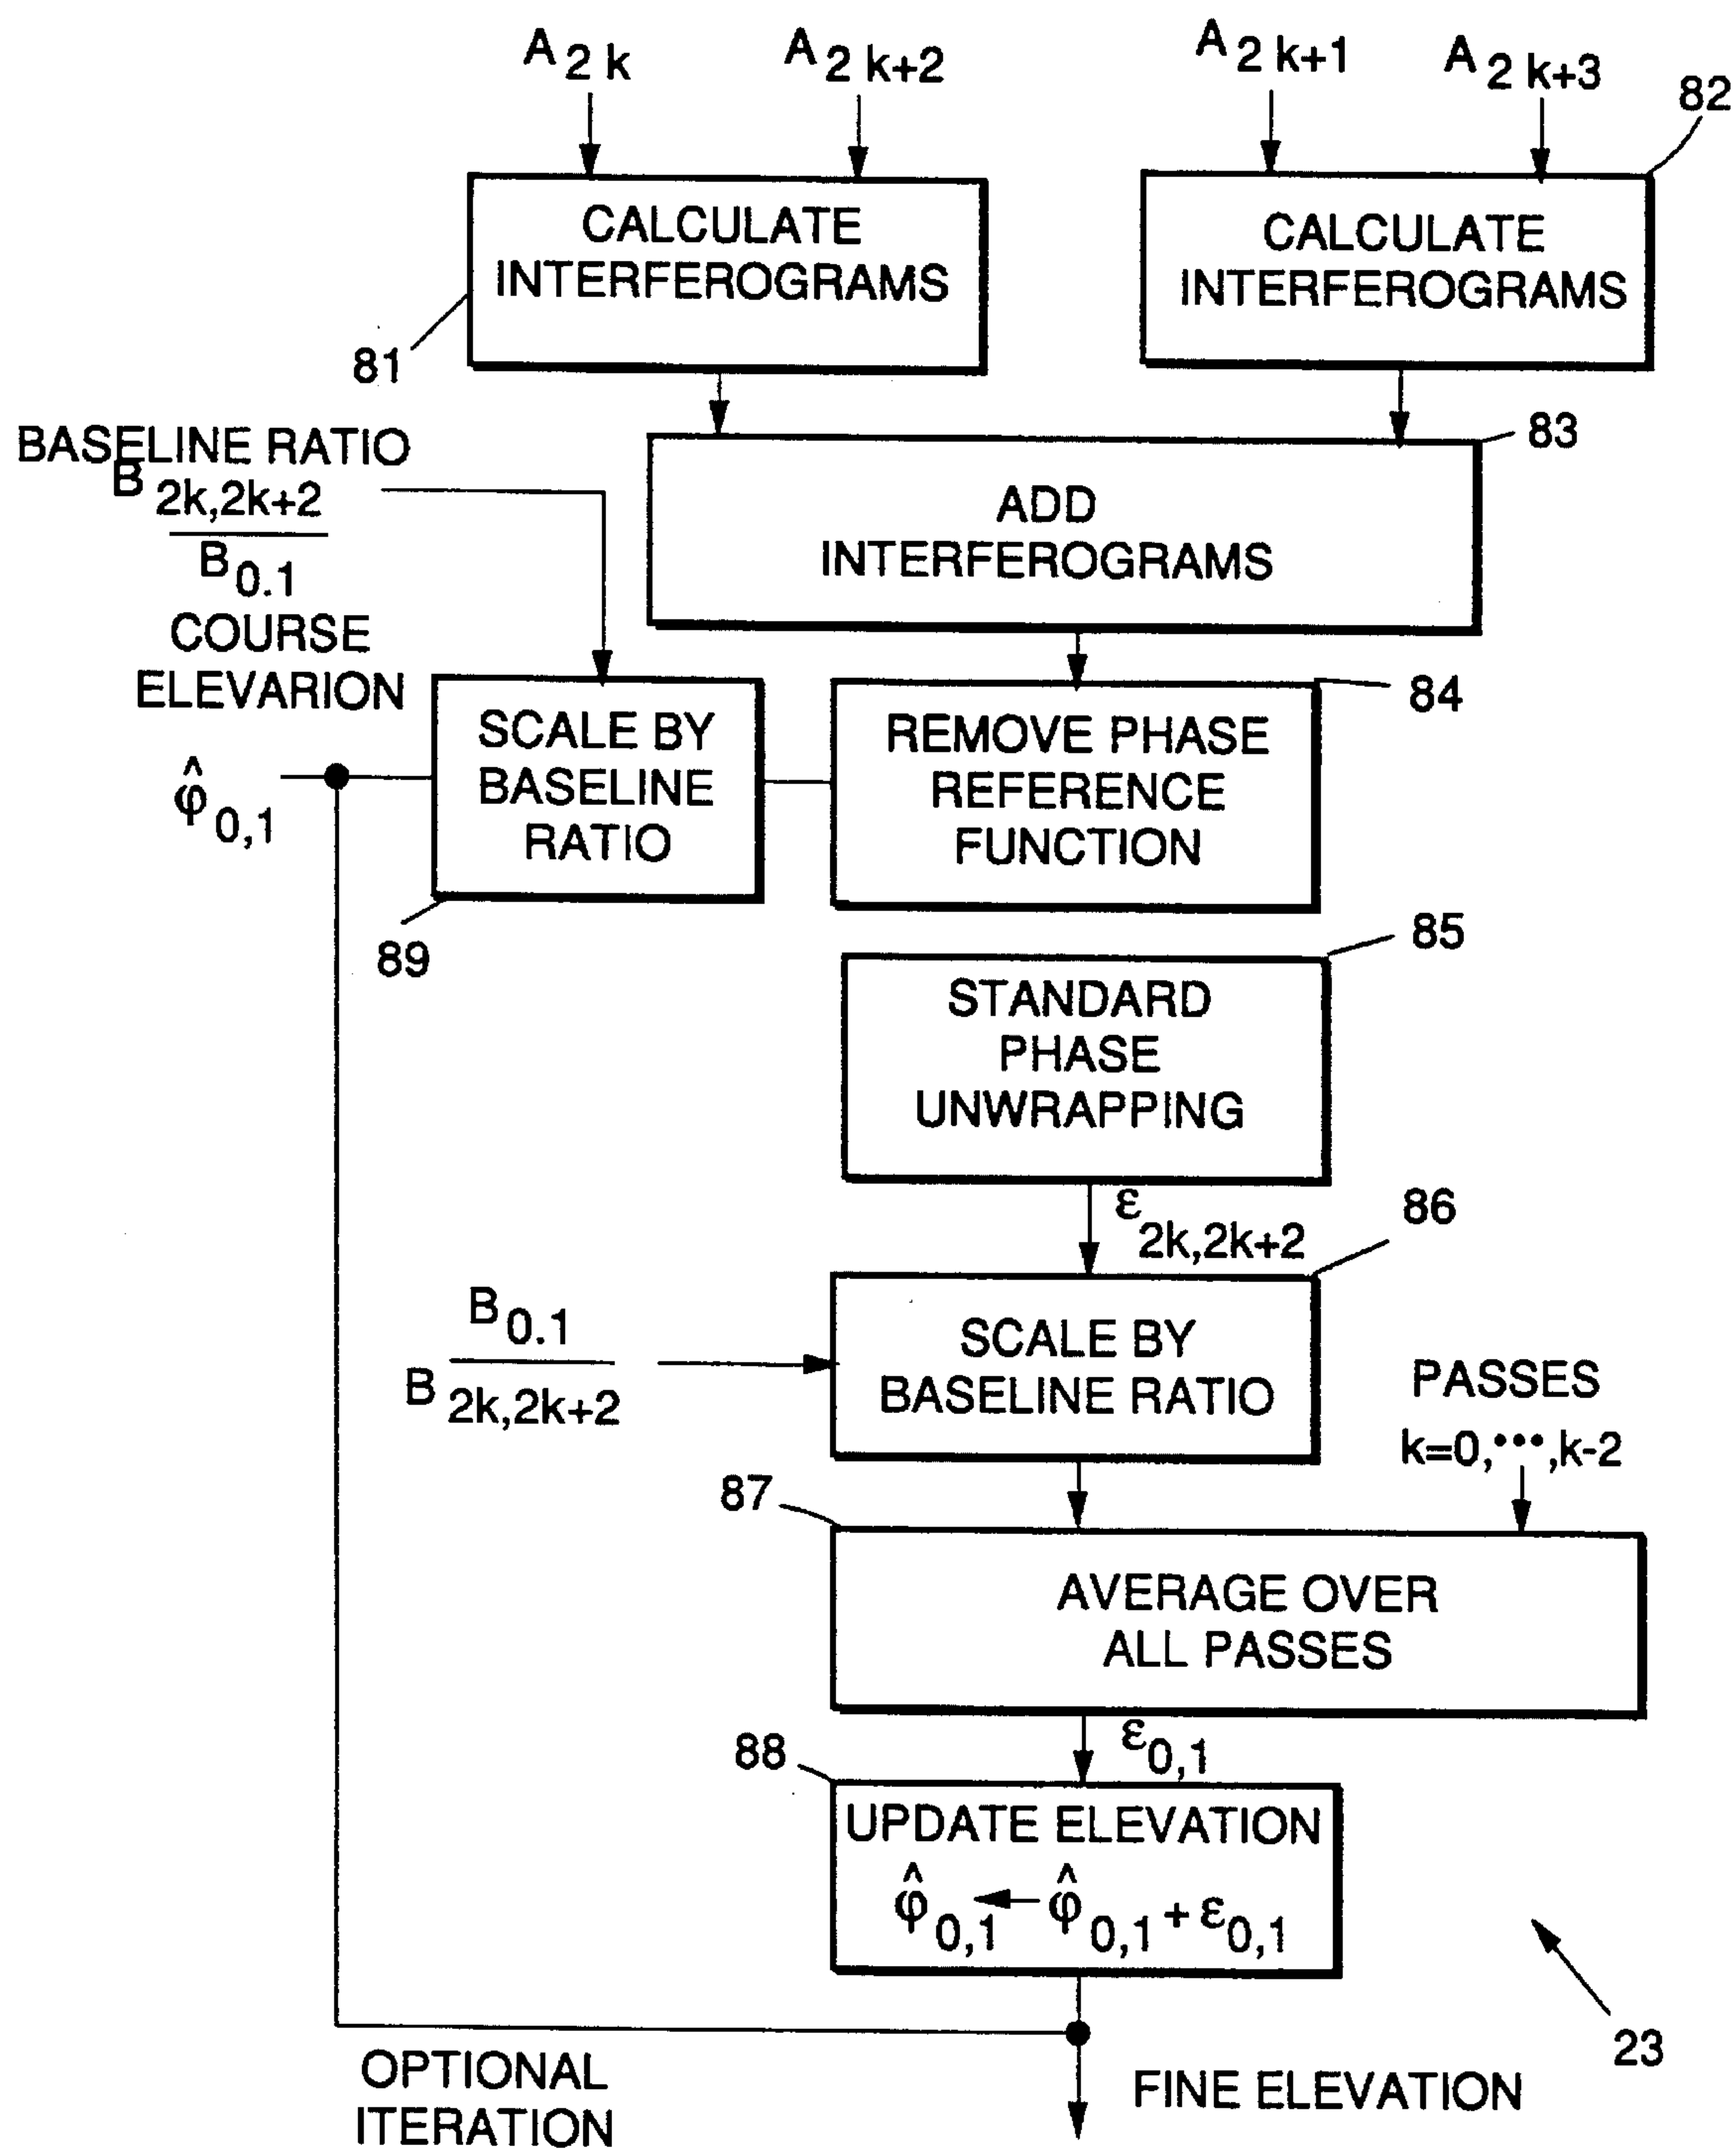 A 2 k
A 2 k+2
A 2 k+1
A 2 k+3
82
CALCULATE
INTERFEROGRAMS
CALCULATE
INTERFEROGRAMS
81
BASELINE RATIO
B 2k,2k+2
B 0.1
83
ADD
INTERFEROGRAMS
COURSE
ELEVARION
φ̂ 0,1
SCALE BY
BASELINE
RATIO
89
84
REMOVE PHASE
REFERENCE
FUNCTION
85
STANDARD
PHASE
UNWRAPPING
ε 2k,2k+2
86
B 0.1
B 2k,2k+2
SCALE BY
BASELINE RATIO
PASSES
k=0,•••,k-2
87
AVERAGE OVER
ALL PASSES
ε 0,1
88
UPDATE ELEVATION
φ̂ 0,1 ← φ̂ 0,1 + ε 0,1
23
OPTIONAL
ITERATION
FINE ELEVATION